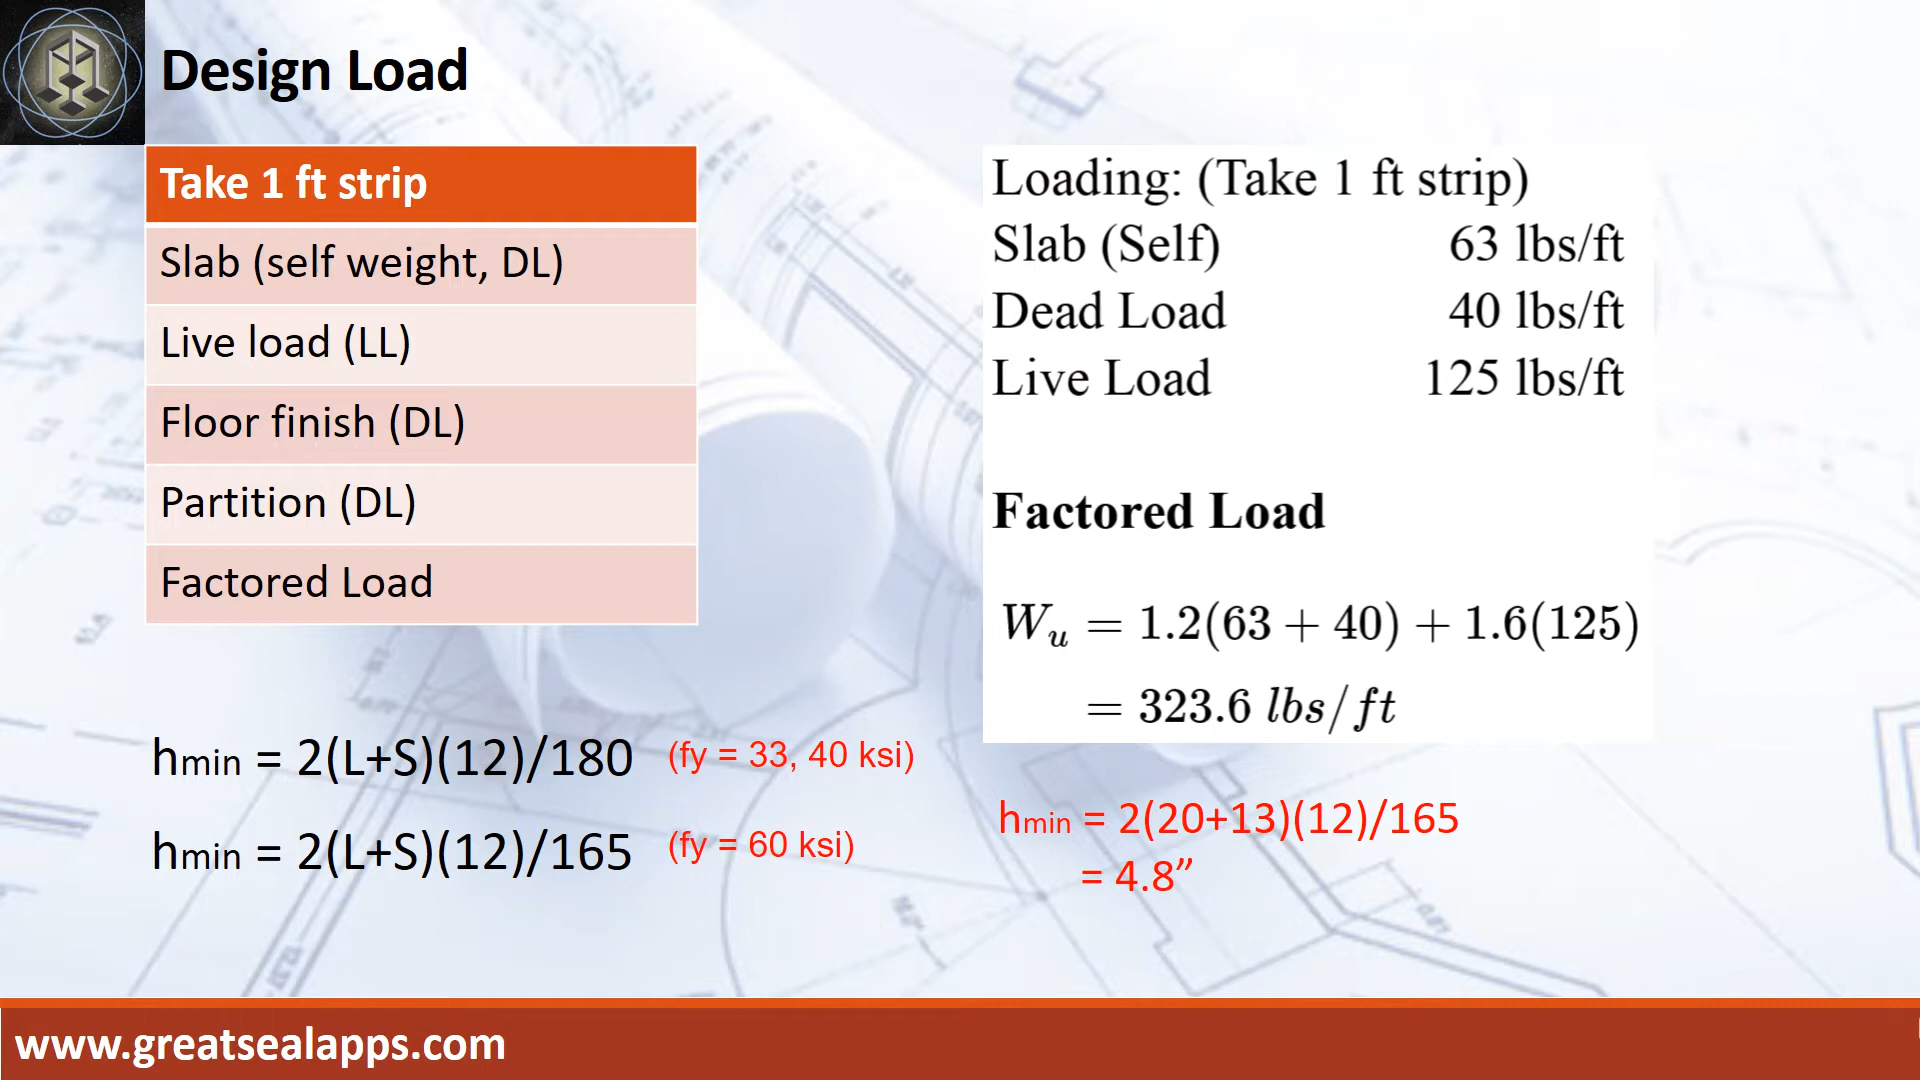 Design Load
Take 1 ft strip
Slab (self weight, DL)
Live load (LL)
Floor finish (DL)
Partition (DL)
Factored Load
hmin = 2(L+S)(12)/180 (fy = 33, 40 ksi)
hmin = 2(L+S)(12)/165 (fy = 60 ksi)
Loading: (Take 1 ft strip)
Slab (Self) 63 lbs/ft
Dead Load 40 lbs/ft
Live Load 125 lbs/ft
Factored Load
Wu = 1.2(63 + 40) + 1.6(125)
= 323.6 lbs/ft
hmin = 2(20+13)(12)/165
= 4.8”
www.greatsealapps.com